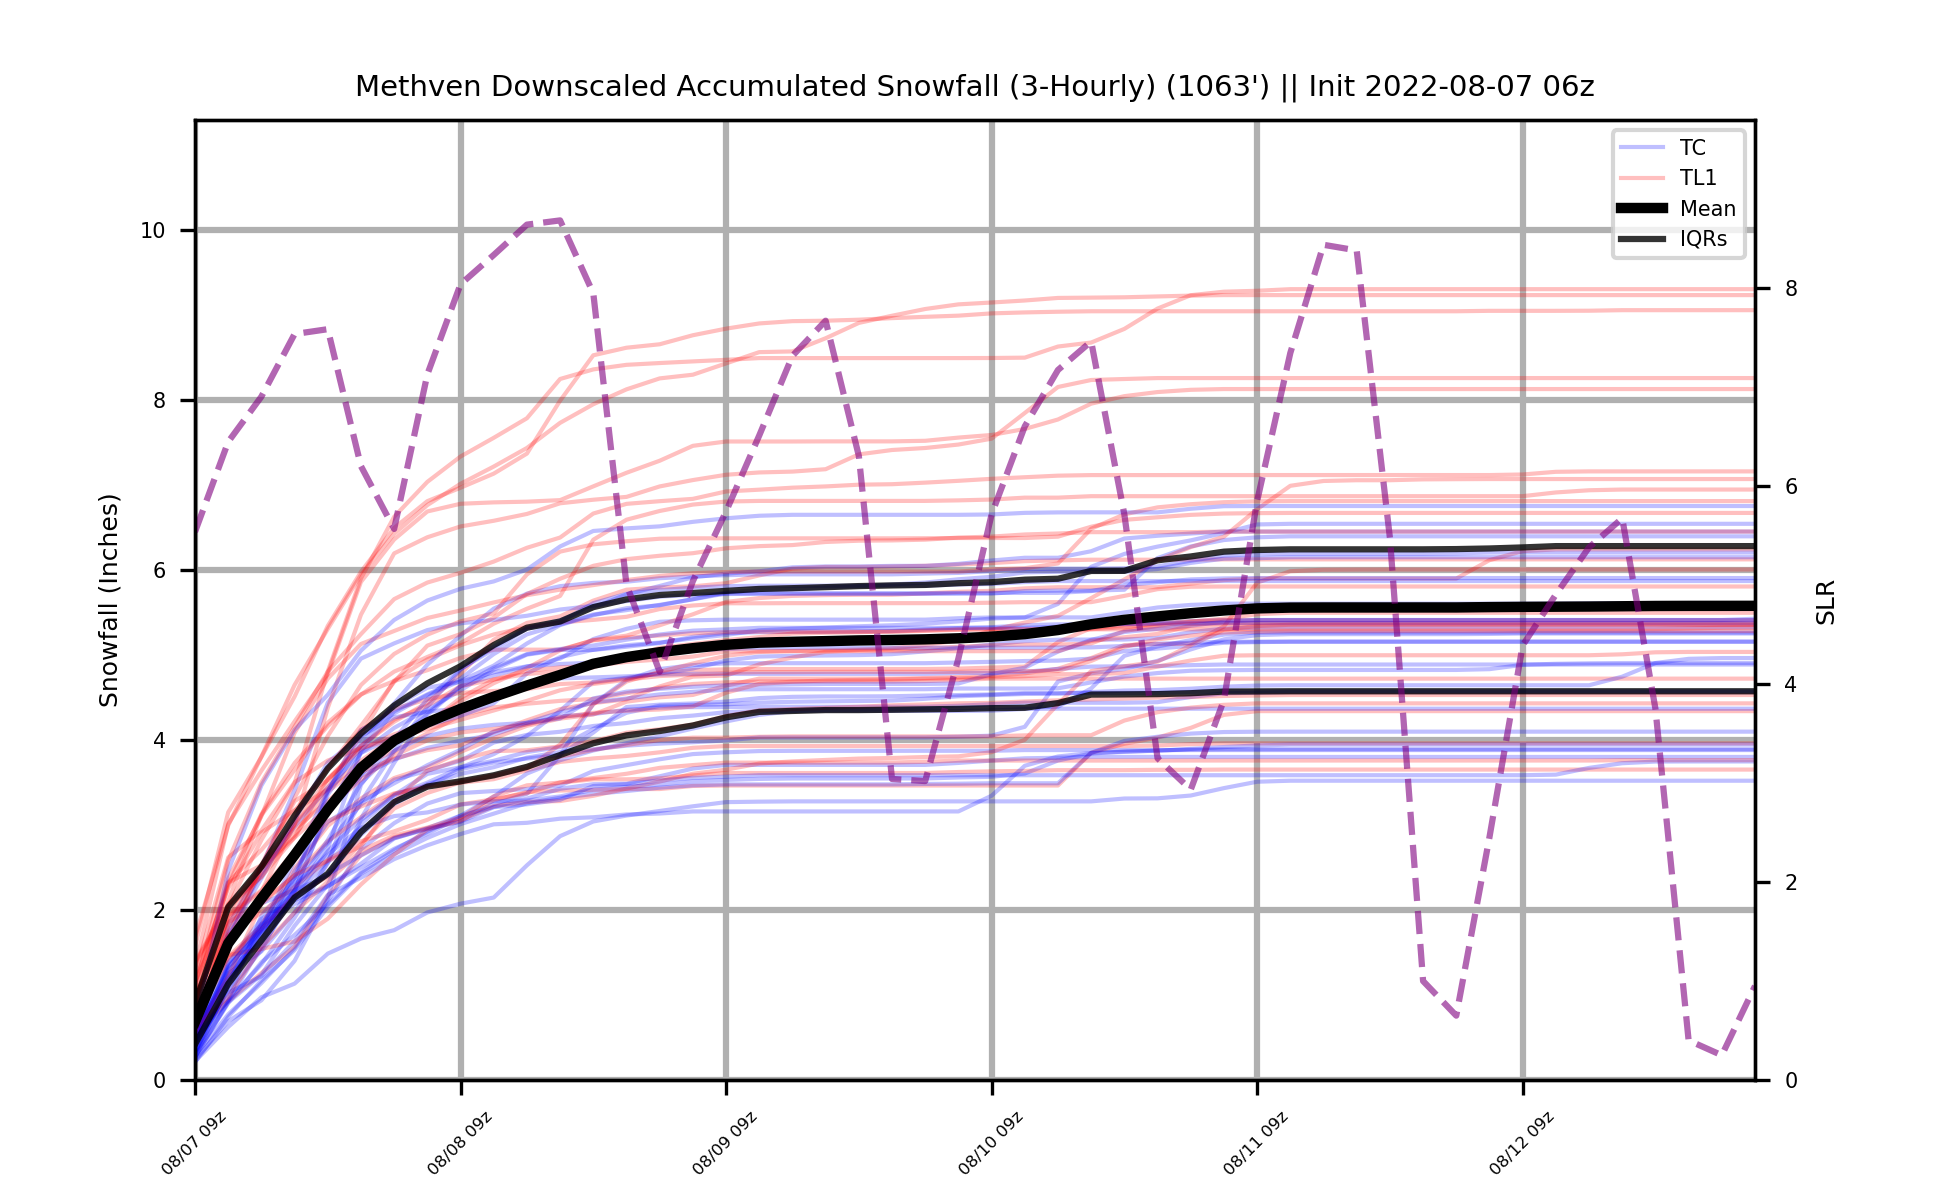 Methven Downscaled Accumulated Snowfall (3-Hourly) (1063') || Init 2022-08-07 06z
TC
TL1
Mean
IQRs
Snowfall (Inches)
10
8
6
4
2
0
SLR
8
6
4
2
0
08/07 09z
08/08 09z
08/09 09z
08/10 09z
08/11 09z
08/12 09z